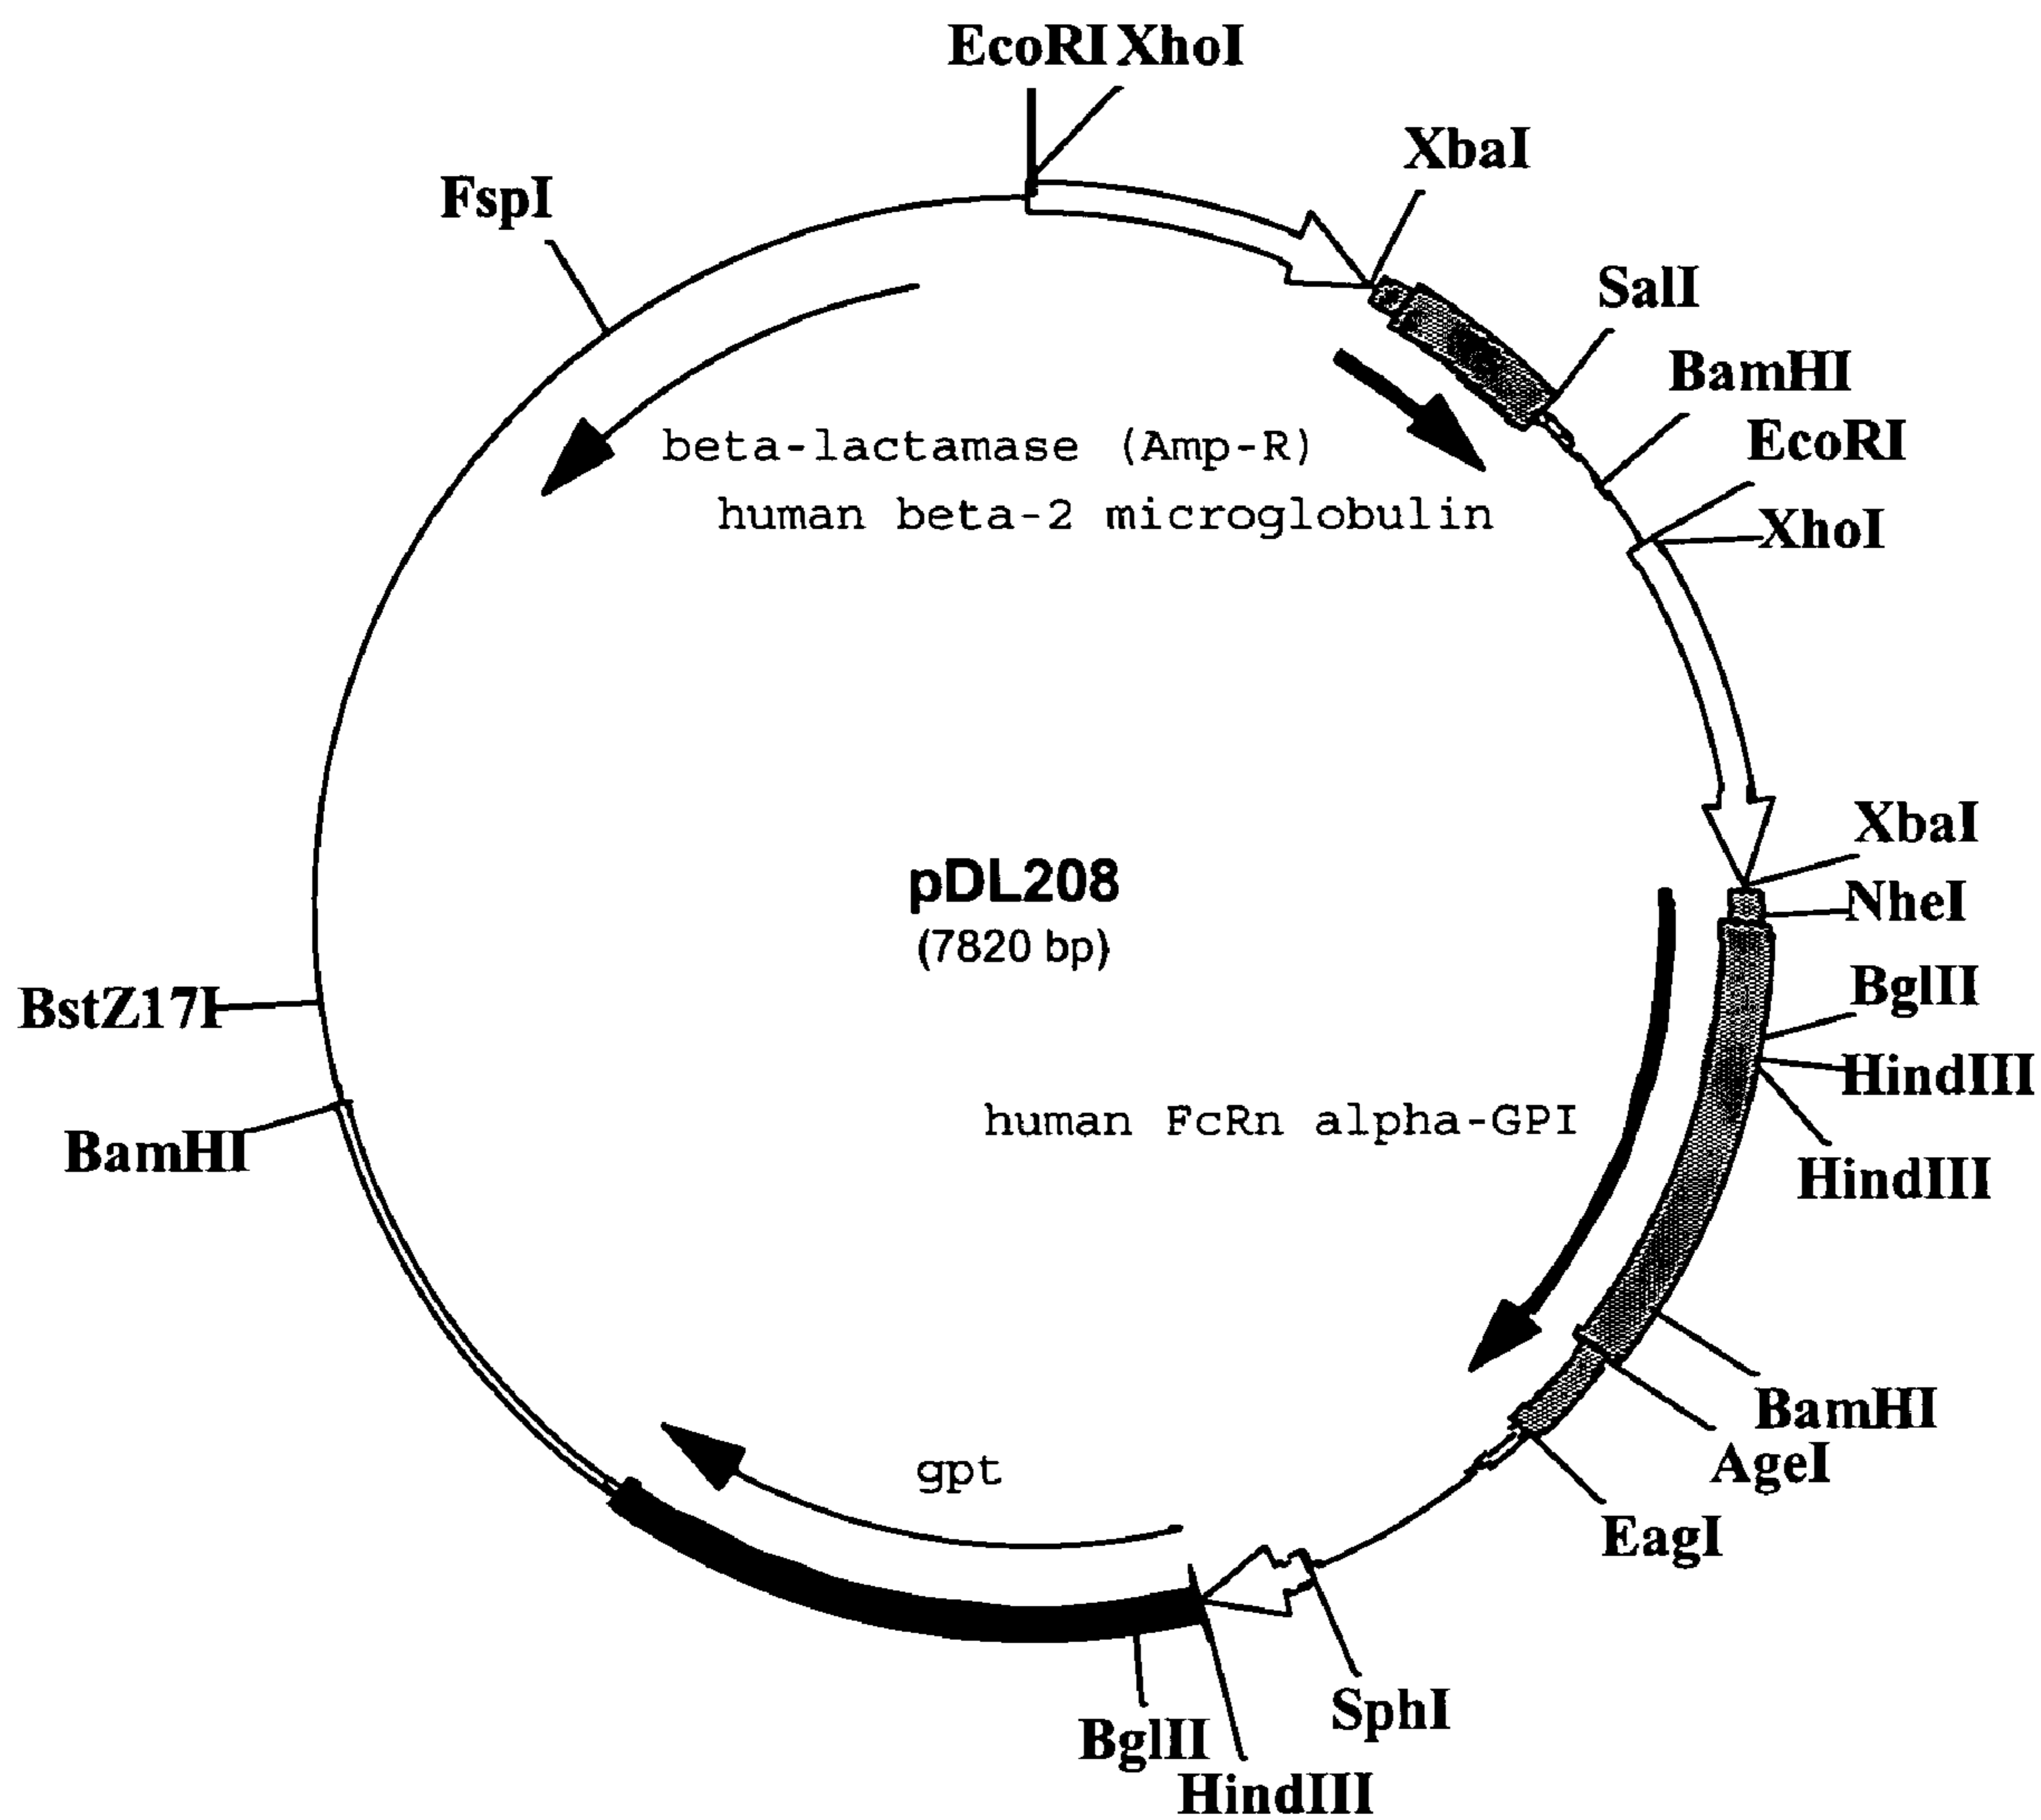 EcoRI XhoI
XbaI
FspI
SalI
BamHI
EcoRI
XhoI
beta-lactamase (Amp-R)
human beta-2 microglobulin
XbaI
NheI
pDL208
(7820 bp)
BglII
BstZ17I
HindIII
human FcRn alpha-GPI
BamHI
HindIII
BamHI
AgeI
gpt
EagI
SphI
BglII
HindIII